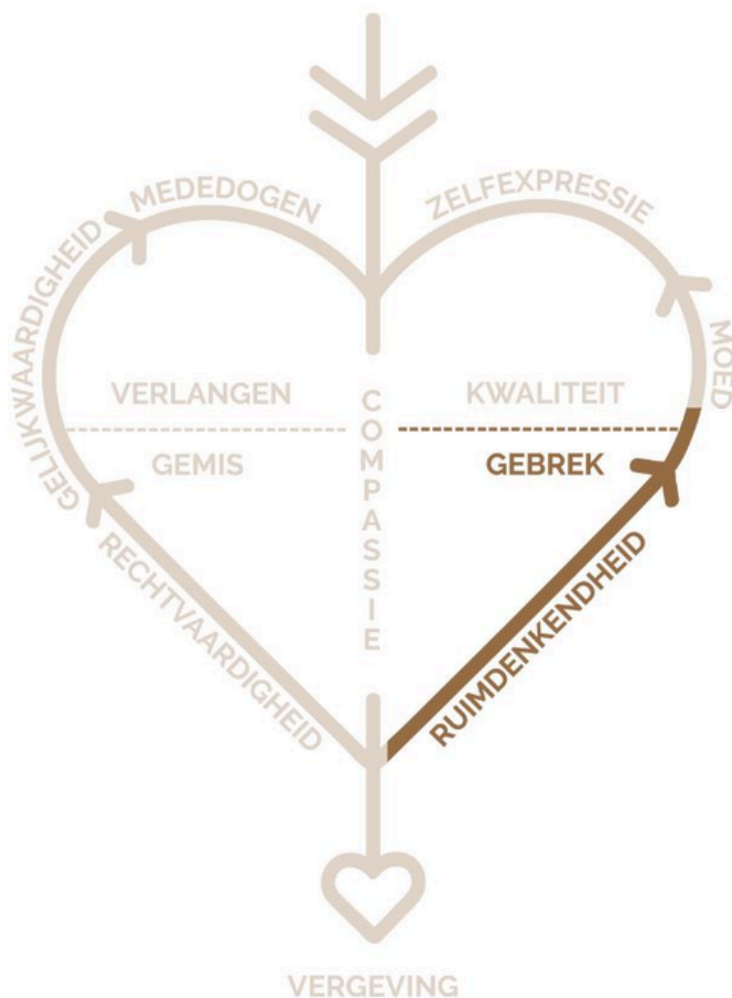 MEDEDOGEN
ZELFEXPRESSIE
GELIJKWAARDIGHEID
MOED
VERLANGEN
KWALITEIT
COMPASSIE
GEMIS
GEBREK
RECHTVAARDIGHEID
RUIMDENKENDHEID
VERGEVING